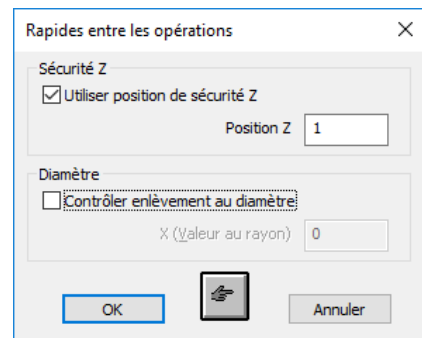 Rapides entre les opérations
Sécurité Z
Utiliser position de sécurité Z
Position Z 1
Diamètre
Contrôler enlèvement au diamètre
X (Valeur au rayon) 0
OK Annuler